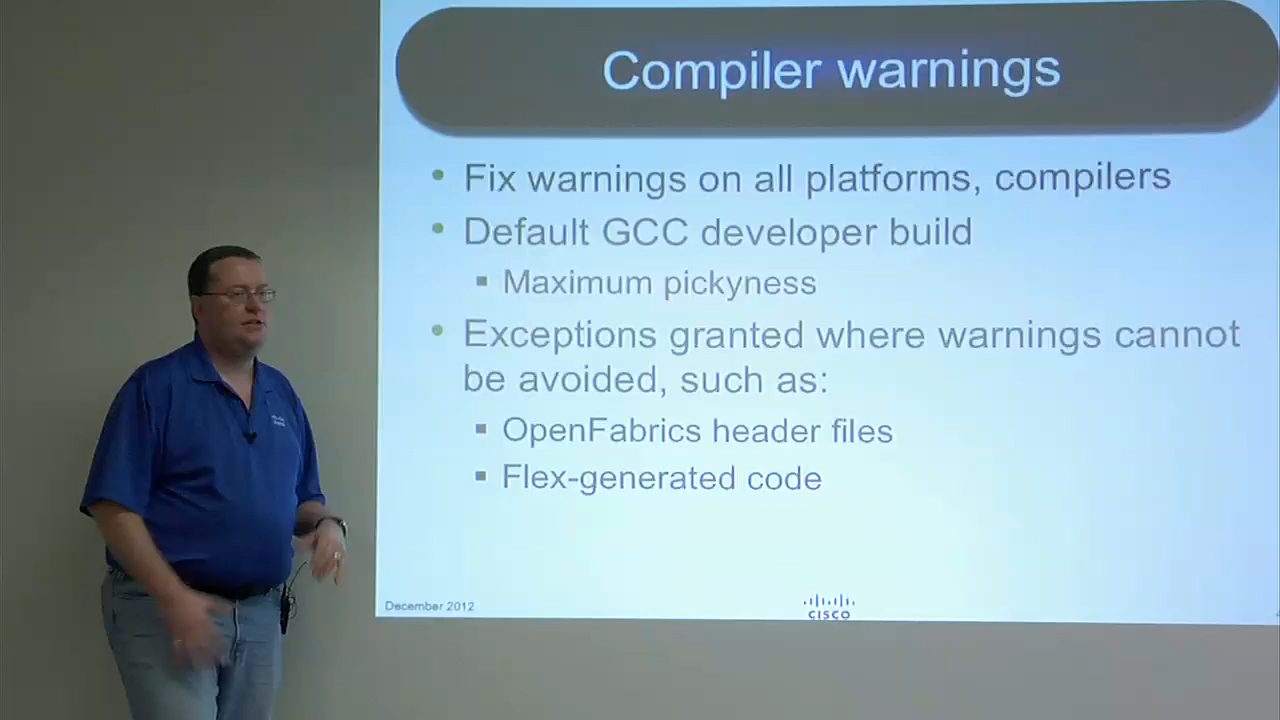 Compiler warnings
• Fix warnings on all platforms, compilers
• Default GCC developer build
▪ Maximum pickyness
• Exceptions granted where warnings cannot
be avoided, such as:
▪ OpenFabrics header files
▪ Flex-generated code
December 2012
CISCO